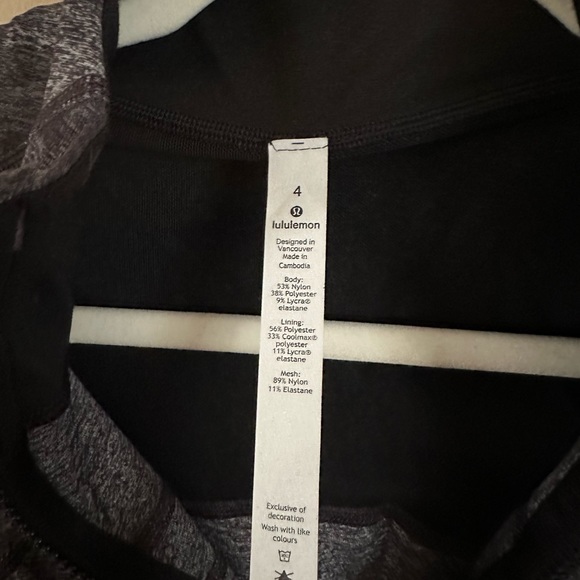 4
lululemon
Designed in
Vancouver
Made in
Cambodia
Body:
53% Nylon
38% Polyester
9% Lycra®
elastane
Lining:
56% Polyester
33% Coolmax®
polyester
11% Lycra®
elastane
Mesh:
89% Nylon
11% Elastane
Exclusive of
decoration
Wash with like
colours